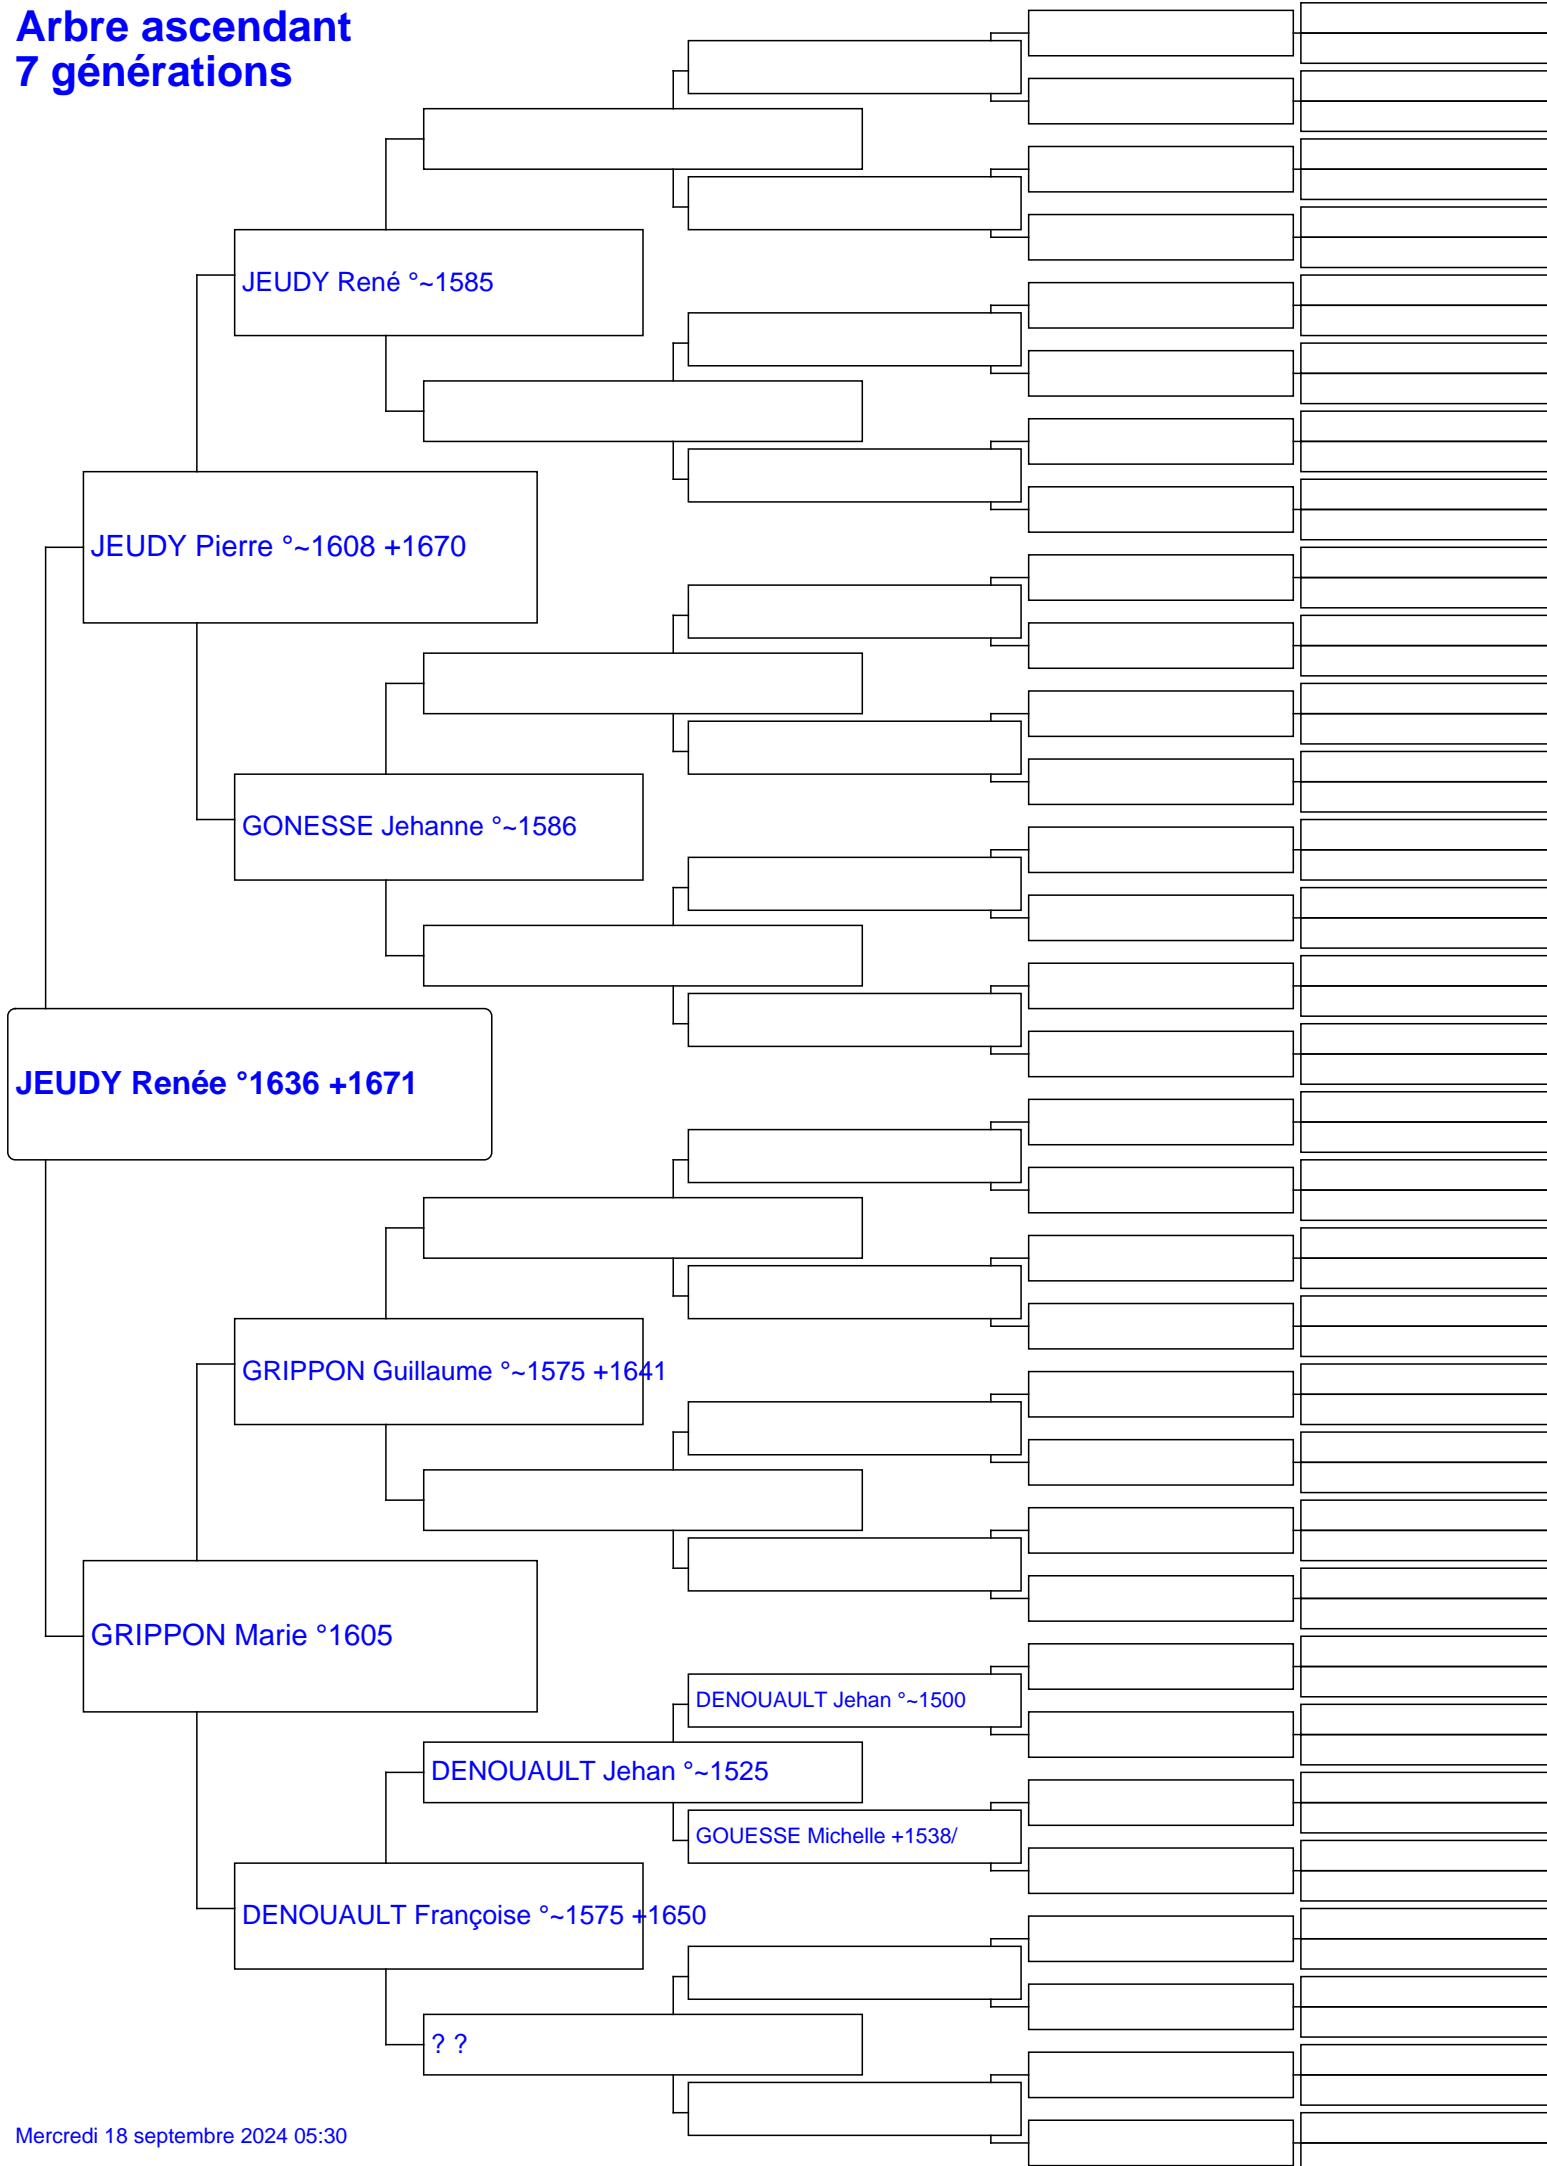 Arbre ascendant
7 générations
JEUDY René °~1585
JEUDY Pierre °~1608 +1670
GONESSE Jehanne °~1586
JEUDY Renée °1636 +1671
GRIPPON Guillaume °~1575 +1641
GRIPPON Marie °1605
DENOUAULT Jehan °~1500
DENOUAULT Jehan °~1525
GOUESSE Michelle +1538/
DENOUAULT Françoise °~1575 +1650
? ?
Mercredi 18 septembre 2024 05:30